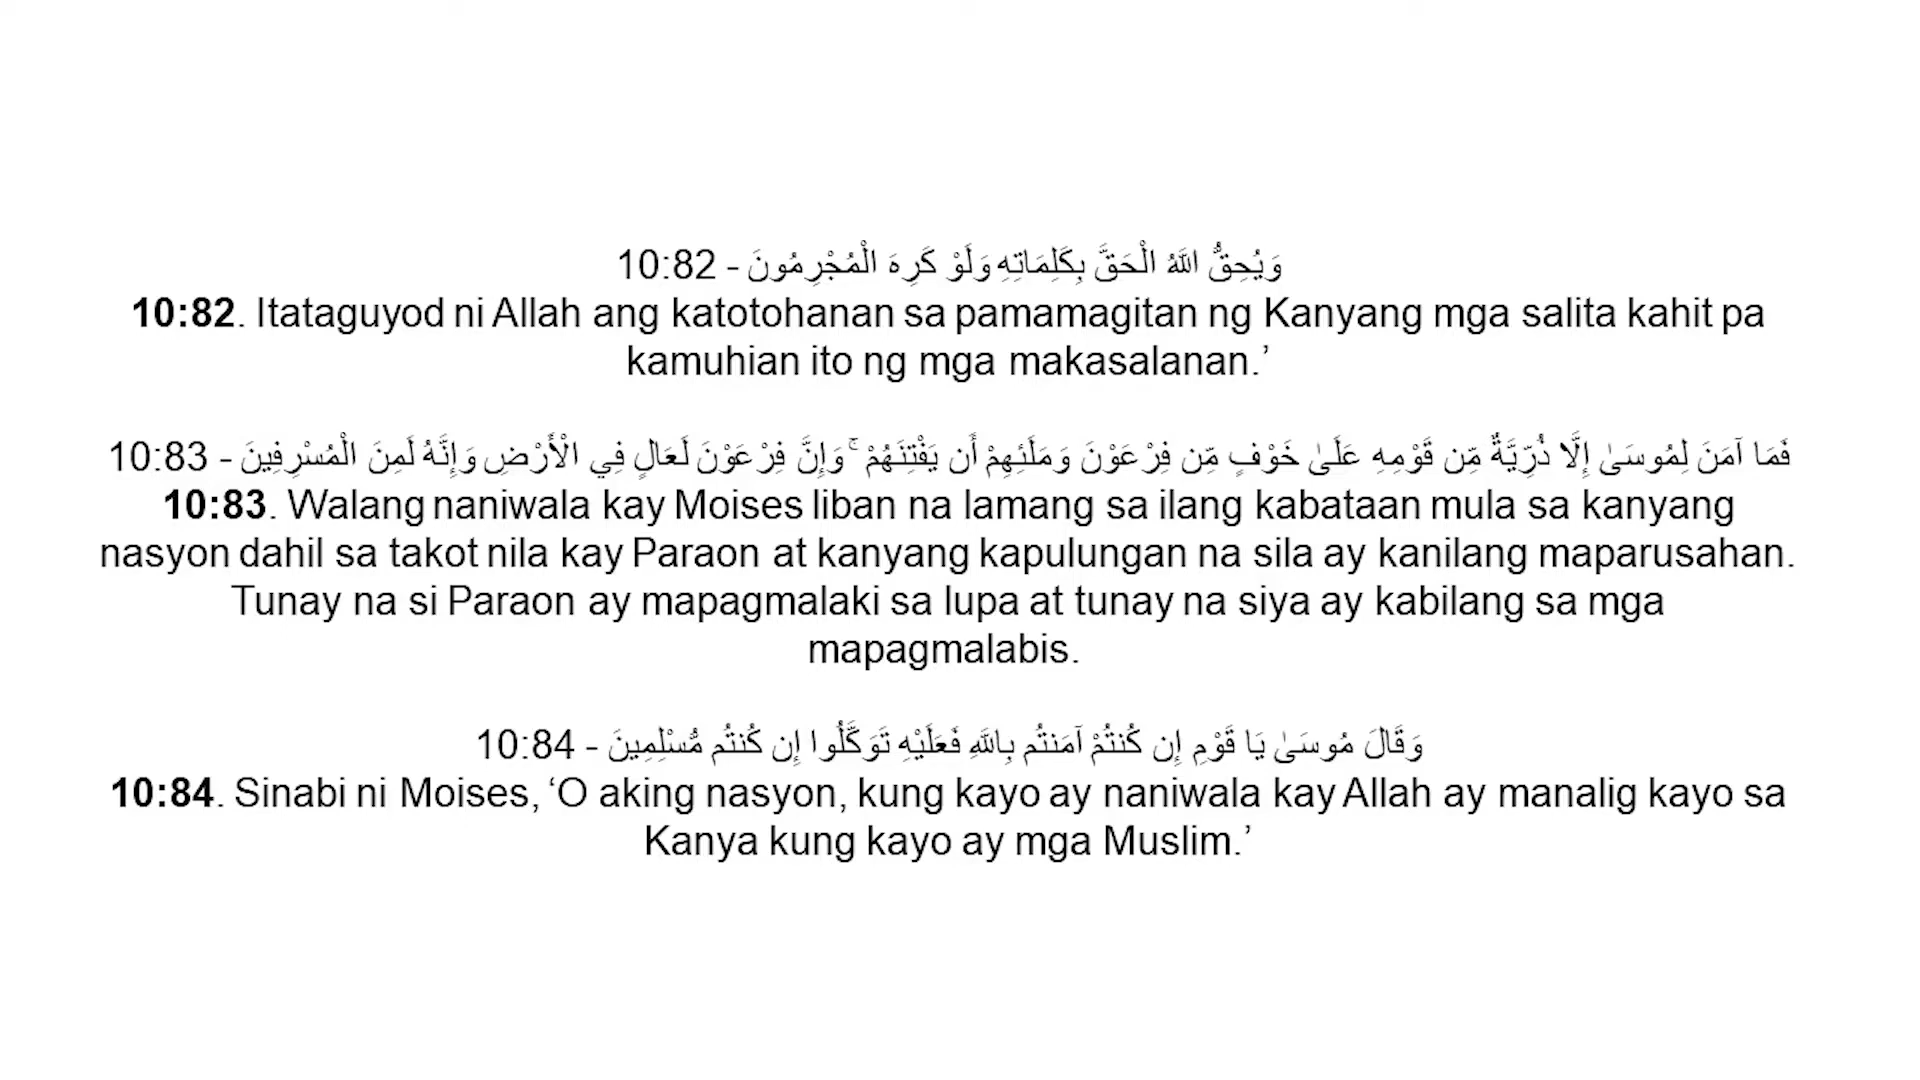 وَيُحِقُّ اللَّهُ الْحَقَّ بِكَلِمَاتِهِ وَلَوْ كَرِهَ الْمُجْرِمُونَ - 10:82
10:82. Itataguyod ni Allah ang katotohanan sa pamamagitan ng Kanyang mga salita kahit pa
kamuhian ito ng mga makasalanan.’
فَمَا آمَنَ لِمُوسَىٰ إِلَّا ذُرِّيَّةٌ مِّن قَوْمِهِ عَلَىٰ خَوْفٍ مِّن فِرْعَوْنَ وَمَلَئِهِمْ أَن يَفْتِنَهُمْ ۚ وَإِنَّ فِرْعَوْنَ لَعَالٍ فِي الْأَرْضِ وَإِنَّهُ لَمِنَ الْمُسْرِفِينَ - 10:83
10:83. Walang naniwala kay Moises liban na lamang sa ilang kabataan mula sa kanyang
nasyon dahil sa takot nila kay Paraon at kanyang kapulungan na sila ay kanilang maparusahan.
Tunay na si Paraon ay mapagmalaki sa lupa at tunay na siya ay kabilang sa mga
mapagmalabis.
وَقَالَ مُوسَىٰ يَا قَوْمِ إِن كُنتُمْ آمَنتُم بِاللَّهِ فَعَلَيْهِ تَوَكَّلُوا إِن كُنتُم مُّسْلِمِينَ - 10:84
10:84. Sinabi ni Moises, ‘O aking nasyon, kung kayo ay naniwala kay Allah ay manalig kayo sa
Kanya kung kayo ay mga Muslim.’